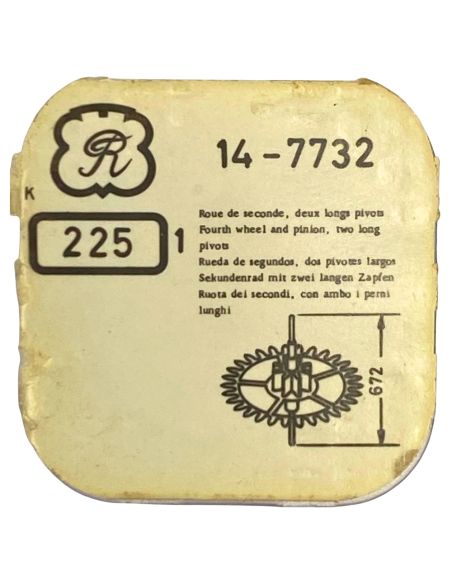 R
14-7732
K
225 1
Roue de seconde, deux longs pivots
Fourth wheel and pinion, two long
pivots
Rueda de segundos, dos pivotes largos
Sekundenrad mit zwei langen Zapfen
Ruota dei secondi, con ambo i perni
lunghi
672